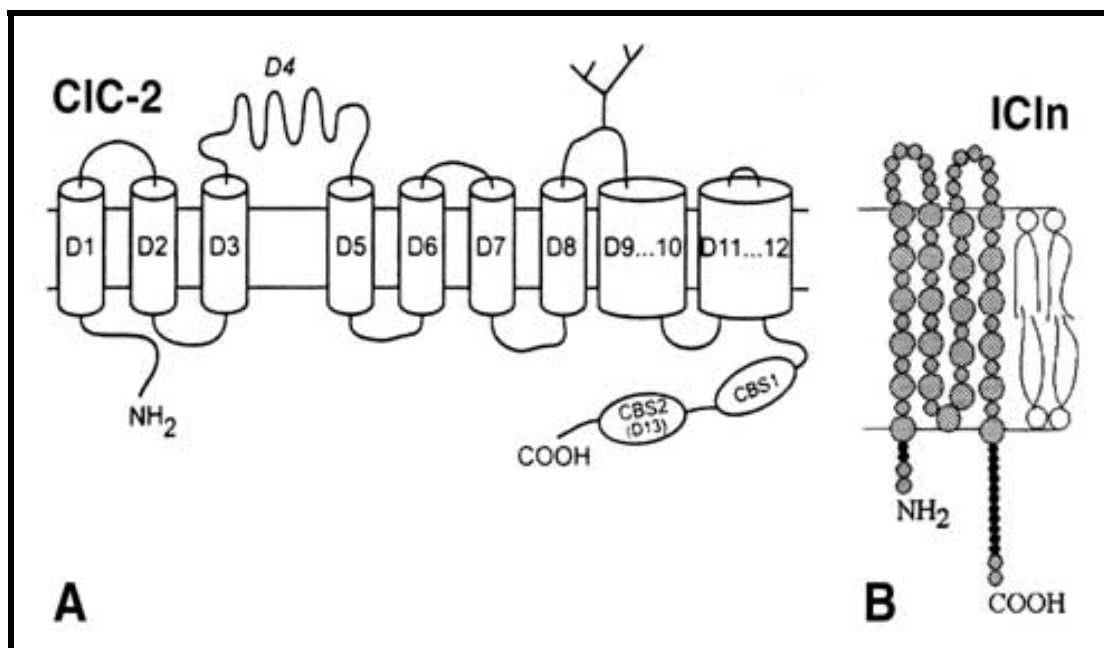 ClC-2
D4
D1
D2
D3
D5
D6
D7
D8
D9...10
D11...12
NH2
CBS1
CBS2
(D13)
COOH
A
ICln
NH2
COOH
B